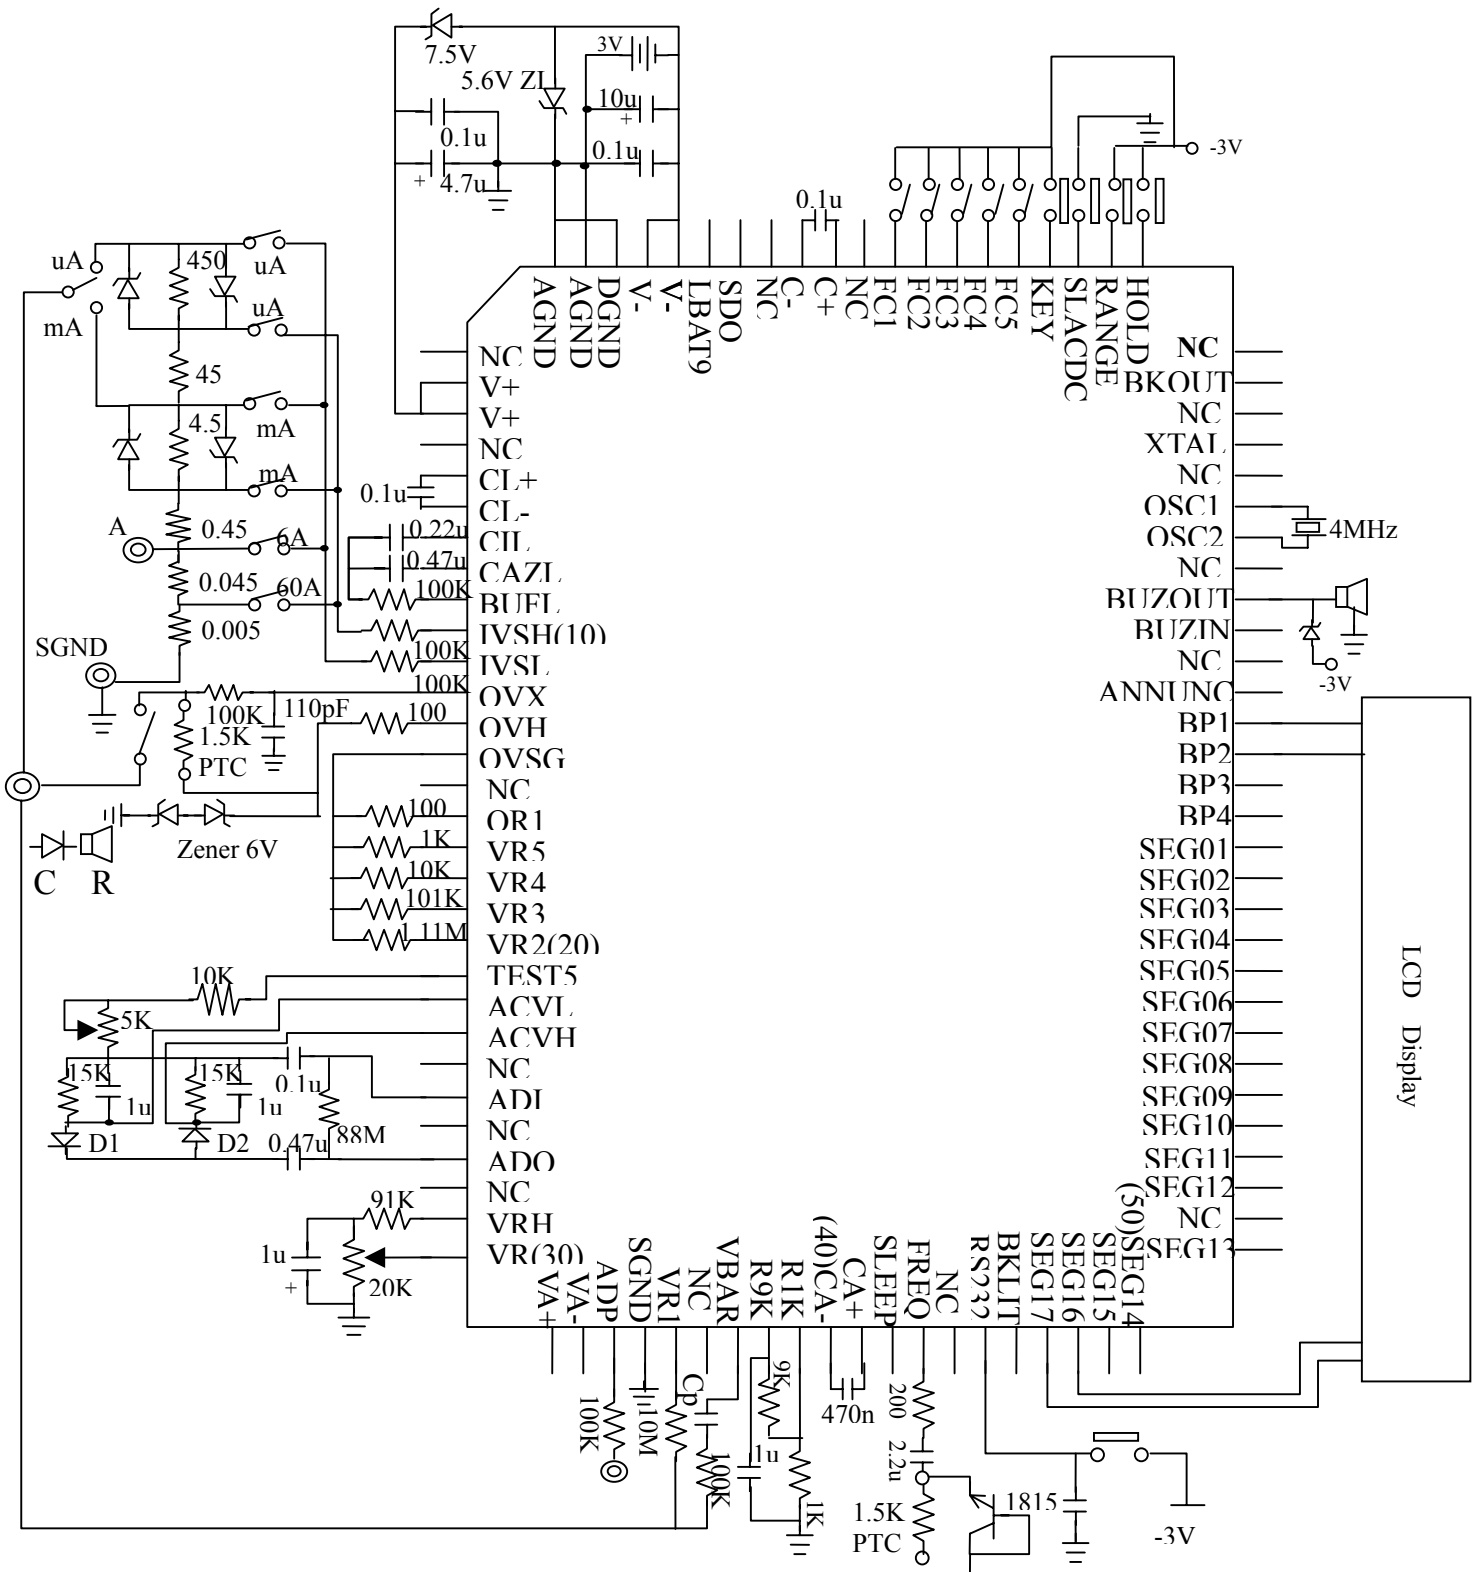 7.5V
5.6V ZD
3V
10u
+
0.1u
0.1u
+
4.7u
0.1u
-3V
AGND
AGND
DGND
V-
V-
LBAT9
SDO
NC
C-
C+
NC
FC1
FC2
FC3
FC4
FC5
KEY
SLACDC
RANGE
HOLD
uA
450
uA
mA
uA
45
4.5
mA
mA
A
0.45
6A
0.045
60A
0.005
SGND
NC
V+
V+
NC
CL+
0.1u
CL-
0.22u
CIL
0.47u
CAZL
100K
BUFL
IVSH(10)
100K
IVSL
100K
OVX
100K
110pF
100
OVH
1.5K
PTC
OVSG
NC
100
OR1
Zener 6V
1K
VR5
C R
10K
VR4
101K
VR3
1.11M
VR2(20)
TEST5
10K
ACVL
5K
ACVH
NC
15K
15K
0.1u
ADI
1u
1u
NC
88M
D1
D2
0.47u
ADO
NC
91K
VRH
1u
+
20K
VR(30)
NC
BKOUT
NC
XTAL
NC
OSC1
4MHz
OSC2
NC
BUZOUT
BUZIN
NC
-3V
ANNUNC
BP1
BP2
BP3
BP4
SEG01
SEG02
SEG03
SEG04
SEG05
SEG06
SEG07
SEG08
SEG09
SEG10
SEG11
SEG12
NC
SEG13
LCD Display
VA+
VA-
ADP
SGND
VR1
NC
VBAR
R9K
R1K
(40)CA-
CA+
SLEEP
FREQ
NC
RS232
BKLIT
SEG17
SEG16
SEG15
(50)SEG14
100K
10M
Cp
100K
9K
1u
1K
470n
200
2.2u
1.5K
PTC
1815
-3V